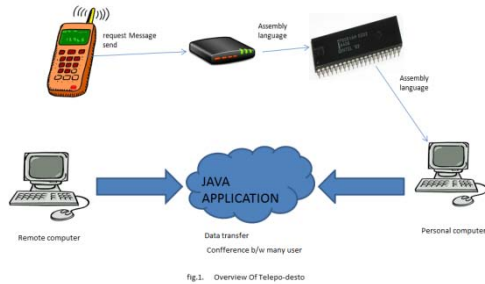 request Message
send
Assembly
language
Assembly
language
JAVA
APPLICATION
Remote computer
Data transfer
Personal computer
Confference b/w many user
fig.1. Overview Of Telepo-desto